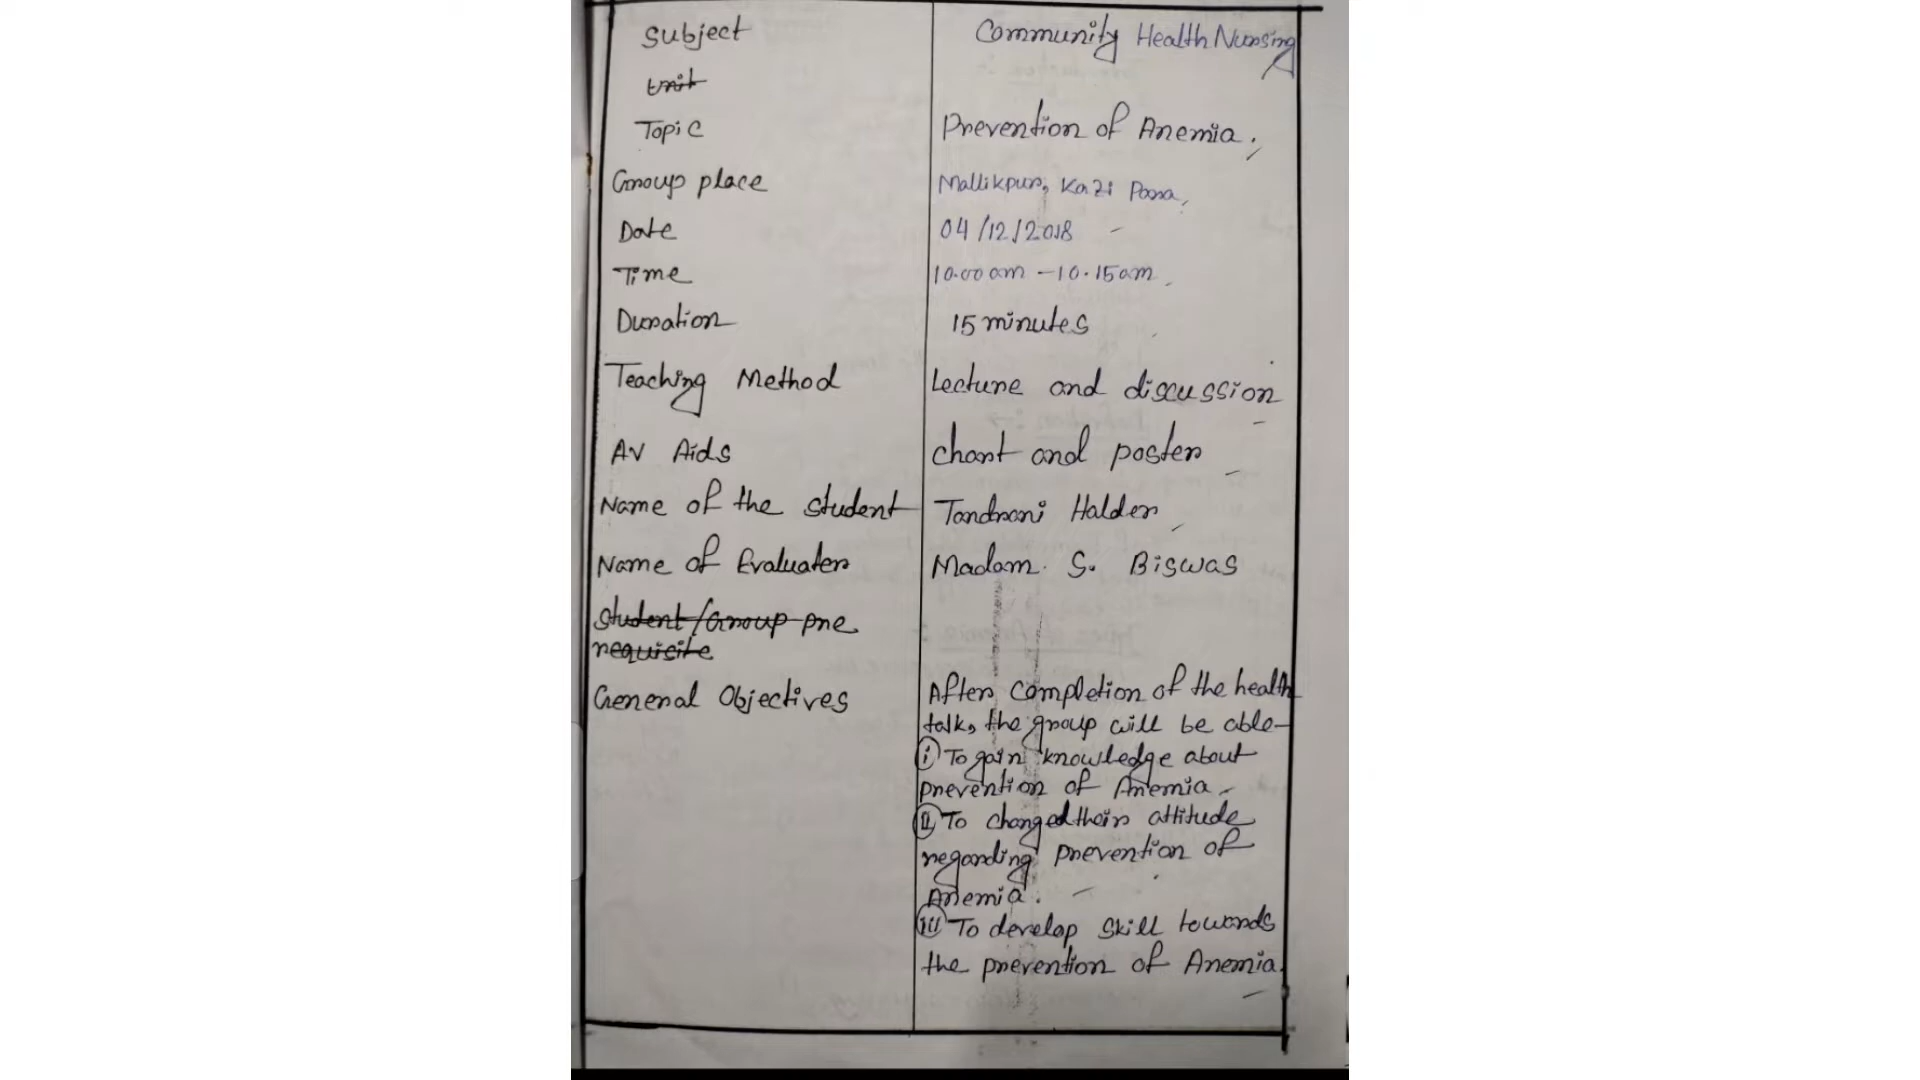 Subject Community Health Nursing
Unit
Topic Prevention of Anemia.
Group place Mallikpur, Kazi Para,
Date 04/12/2018
Time 10.00 am - 10.15 am
Duration 15 minutes
Teaching Method Lecture and discussion
AV Aids chart and poster
Name of the student Tandrani Halder
Name of Evaluater Madam. S. Biswas
Student/Group pre
requisite
General Objectives After completion of the health
talk, the group will be able-
i) To gain knowledge about
prevention of Anemia.
ii) To changed their attitude
regarding prevention of
Anemia.
iii) To develop skill towards
the prevention of Anemia.